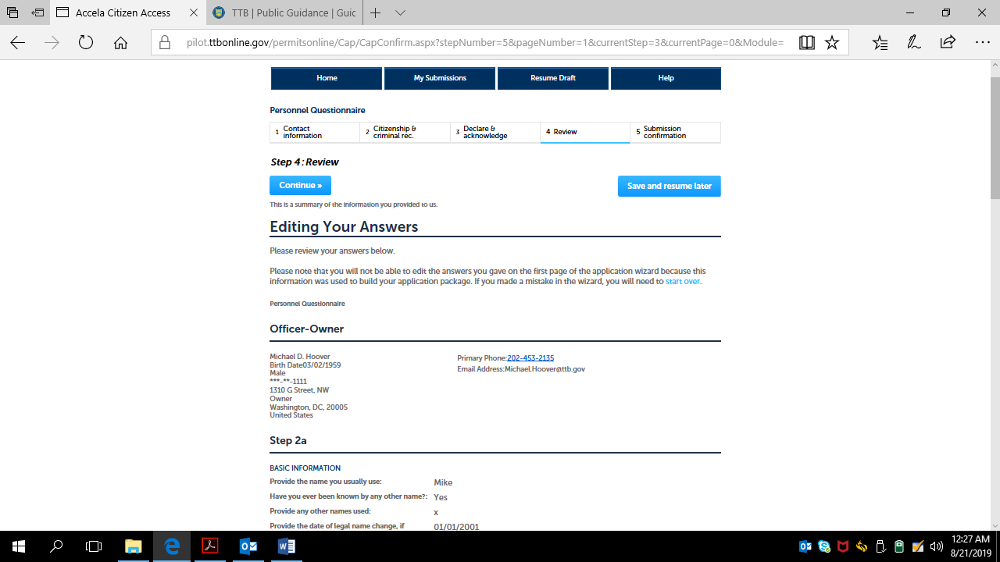 Accela Citizen Access
TTB | Public Guidance | Guid
pilot.ttbonline.gov/permitsonline/Cap/CapConfirm.aspx?stepNumber=5&pageNumber=1&currentStep=3&currentPage=0&Module=
Home
My Submissions
Resume Draft
Help
Personnel Questionnaire
1 Contact information
2 Citizenship & criminal rec.
3 Declare & acknowledge
4 Review
5 Submission confirmation
Step 4: Review
Continue »
Save and resume later
This is a summary of the information you provided to us.
Editing Your Answers
Please review your answers below.
Please note that you will not be able to edit the answers you gave on the first page of the application wizard because this
information was used to build your application package. If you made a mistake in the wizard, you will need to start over.
Personnel Questionnaire
Officer-Owner
Michael D. Hoover
Birth Date03/02/1959
Male
***-**-1111
1310 G Street, NW
Owner
Washington, DC, 20005
United States
Primary Phone:202-453-2135
Email Address:Michael.Hoover@ttb.gov
Step 2a
BASIC INFORMATION
Provide the name you usually use: Mike
Have you ever been known by any other name?: Yes
Provide any other names used: x
Provide the date of legal name change, if 01/01/2001
12:27 AM
8/21/2019